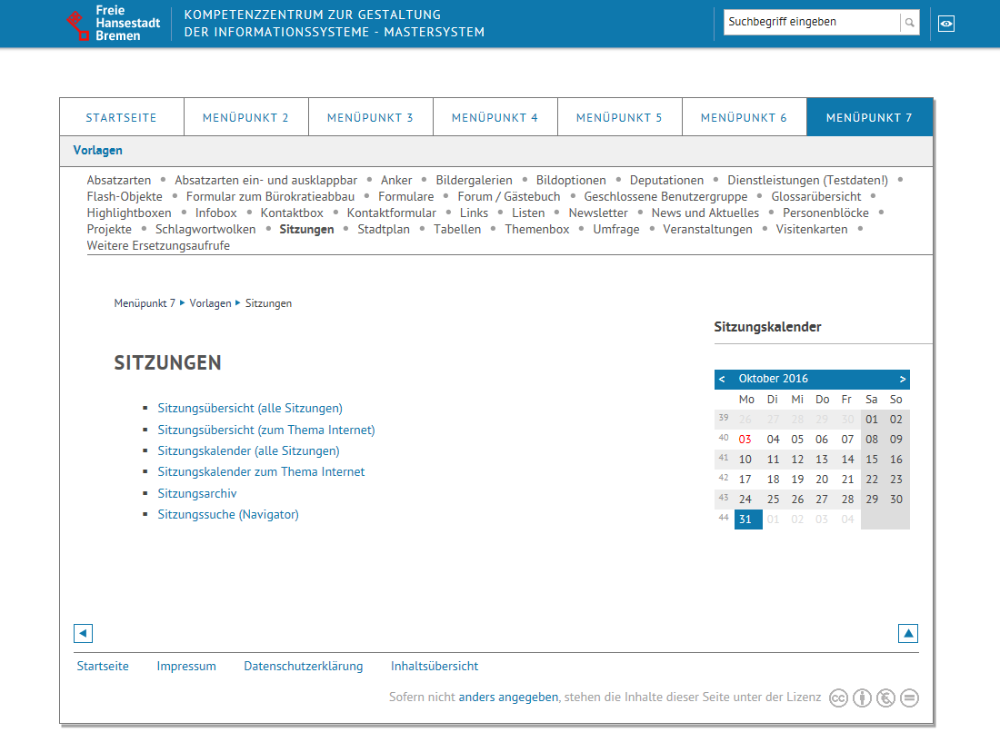 Freie
Hansestadt
Bremen
KOMPETENZZENTRUM ZUR GESTALTUNG
DER INFORMATIONSSYSTEME - MASTERSYSTEM
Suchbegriff eingeben
STARTSEITE MENÜPUNKT 2 MENÜPUNKT 3 MENÜPUNKT 4 MENÜPUNKT 5 MENÜPUNKT 6 MENÜPUNKT 7
Vorlagen
Absatzarten • Absatzarten ein- und ausklappbar • Anker • Bildergalerien • Bildoptionen • Deputationen • Dienstleistungen (Testdaten!) •
Flash-Objekte • Formular zum Bürokratieabbau • Formulare • Forum / Gästebuch • Geschlossene Benutzergruppe • Glossarübersicht •
Highlightboxen • Infobox • Kontaktbox • Kontaktformular • Links • Listen • Newsletter • News und Aktuelles • Personenblöcke •
Projekte • Schlagwortwolken • Sitzungen • Stadtplan • Tabellen • Themenbox • Umfrage • Veranstaltungen • Visitenkarten •
Weitere Ersetzungsaufrufe
Menüpunkt 7 ▸ Vorlagen ▸ Sitzungen
SITZUNGEN
▪ Sitzungsübersicht (alle Sitzungen)
▪ Sitzungsübersicht (zum Thema Internet)
▪ Sitzungskalender (alle Sitzungen)
▪ Sitzungskalender zum Thema Internet
▪ Sitzungsarchiv
▪ Sitzungssuche (Navigator)
Sitzungskalender
< Oktober 2016 >
Mo Di Mi Do Fr Sa So
39 26 27 28 29 30 01 02
40 03 04 05 06 07 08 09
41 10 11 12 13 14 15 16
42 17 18 19 20 21 22 23
43 24 25 26 27 28 29 30
44 31 01 02 03 04
Startseite Impressum Datenschutzerklärung Inhaltsübersicht
Sofern nicht anders angegeben, stehen die Inhalte dieser Seite unter der Lizenz cc